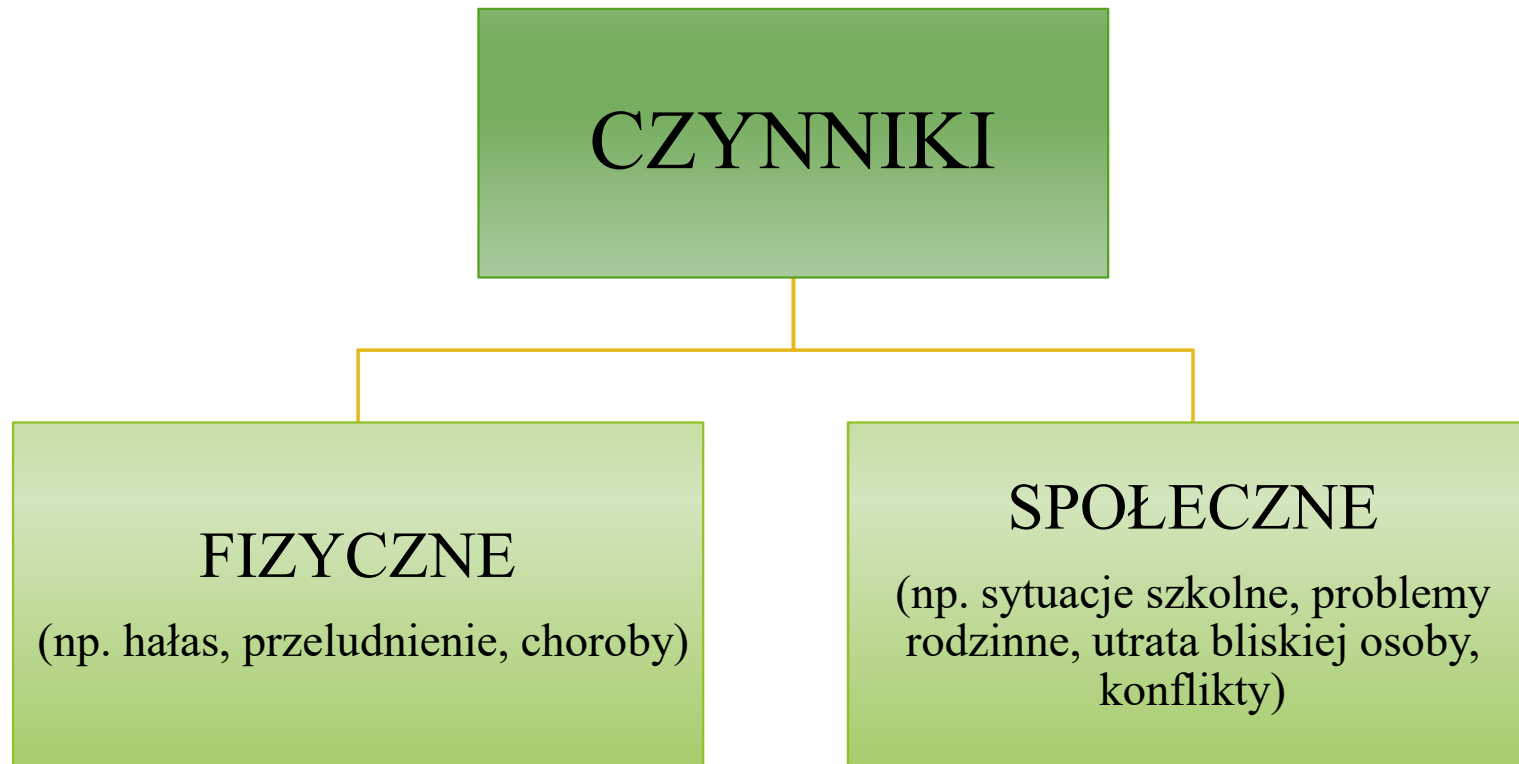 CZYNNIKI
FIZYCZNE
(np. hałas, przeludnienie, choroby)
SPOŁECZNE
(np. sytuacje szkolne, problemy
rodzinne, utrata bliskiej osoby,
konflikty)